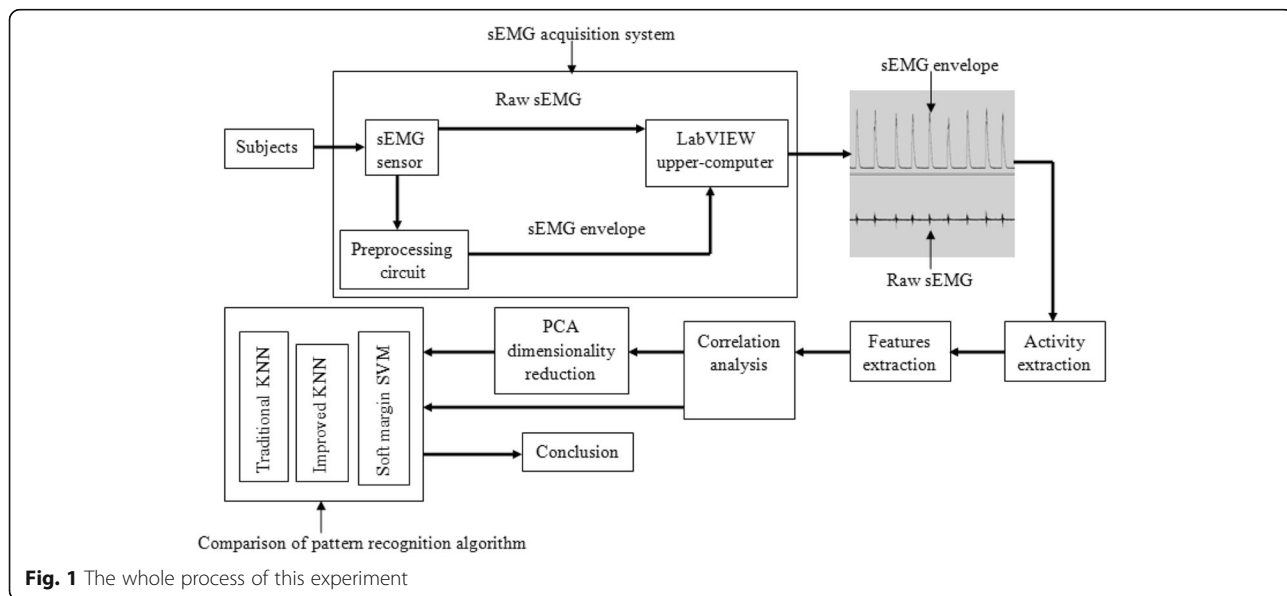 sEMG acquisition system
sEMG envelope
Raw sEMG
Subjects
sEMG
sensor
LabVIEW
upper-computer
Preprocessing
circuit
sEMG envelope
Raw sEMG
Traditional KNN
Improved KNN
Soft margin SVM
PCA
dimensionality
reduction
Correlation
analysis
Features
extraction
Activity
extraction
Conclusion
Comparison of pattern recognition algorithm
Fig. 1 The whole process of this experiment